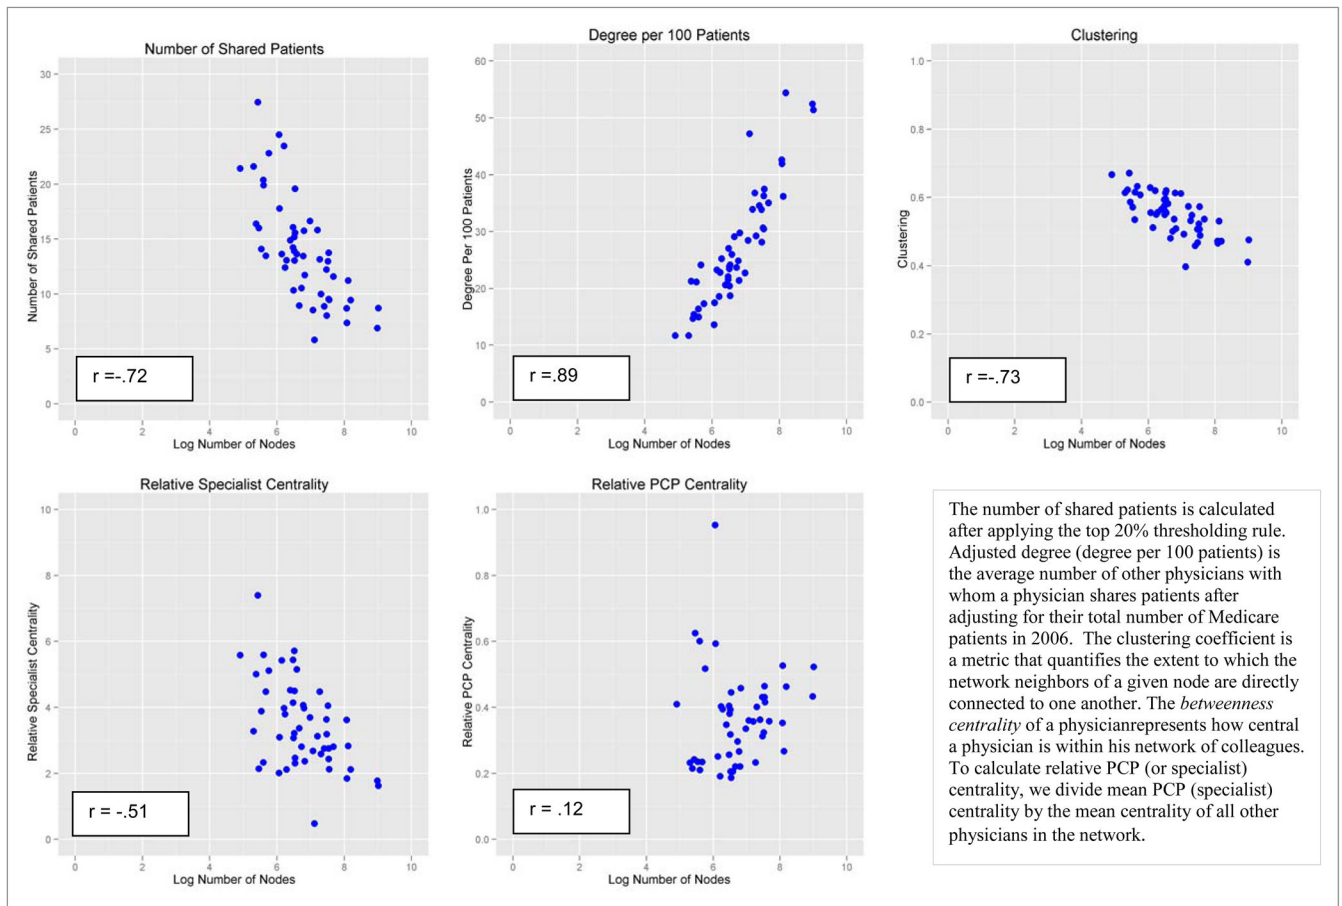 Number of Shared Patients
30
25
20
15
10
5
0
Number of Shared Patients
r =-.72
0 2 4 6 8 10
Log Number of Nodes
Degree per 100 Patients
60
50
40
30
20
10
0
Degree Per 100 Patients
r =.89
0 2 4 6 8 10
Log Number of Nodes
Clustering
1.0
0.8
0.6
0.4
0.2
0.0
Clustering
r =-.73
0 2 4 6 8 10
Log Number of Nodes
Relative Specialist Centrality
10
8
6
4
2
0
Relative Specialist Centrality
r = -.51
0 2 4 6 8 10
Log Number of Nodes
Relative PCP Centrality
1.0
0.8
0.6
0.4
0.2
0.0
Relative PCP Centrality
r = .12
0 2 4 6 8 10
Log Number of Nodes
The number of shared patients is calculated
after applying the top 20% thresholding rule.
Adjusted degree (degree per 100 patients) is
the average number of other physicians with
whom a physician shares patients after
adjusting for their total number of Medicare
patients in 2006. The clustering coefficient is
a metric that quantifies the extent to which the
network neighbors of a given node are directly
connected to one another. The betweenness
centrality of a physicianrepresents how central
a physician is within his network of colleagues.
To calculate relative PCP (or specialist)
centrality, we divide mean PCP (specialist)
centrality by the mean centrality of all other
physicians in the network.